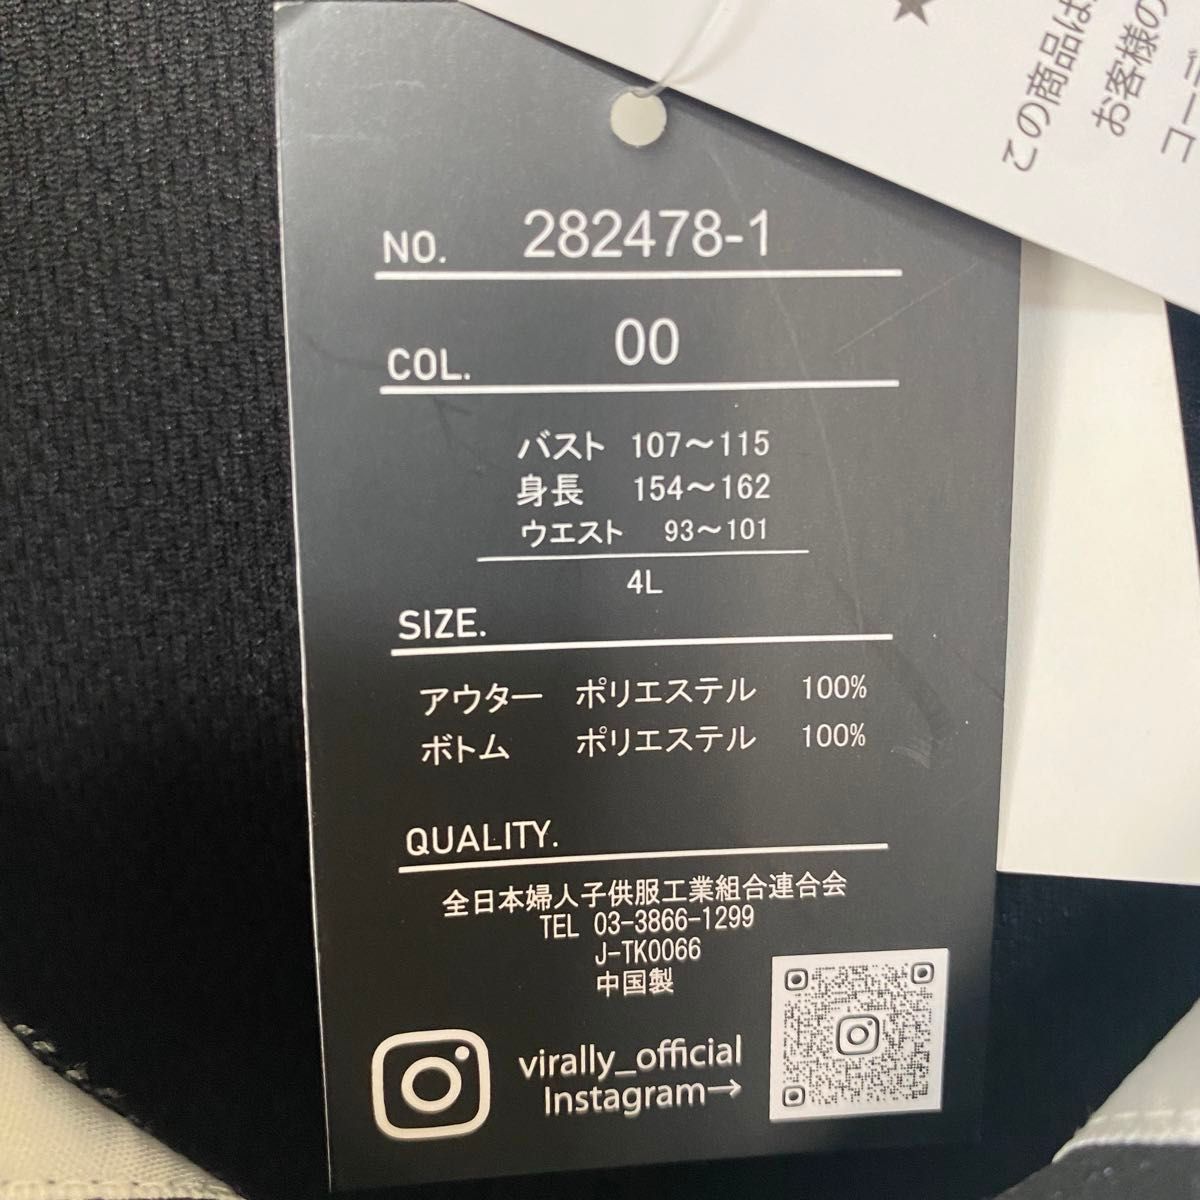 この商品は
お客様の
デ
コー
NO. 282478-1
COL. 00
バスト 107～115
身長 154～162
ウエスト 93～101
4L
SIZE.
アウター ポリエステル 100%
ボトム ポリエステル 100%
QUALITY.
全日本婦人子供服工業組合連合会
TEL 03-3866-1299
J-TK0066
中国製
virally_official
Instagram→